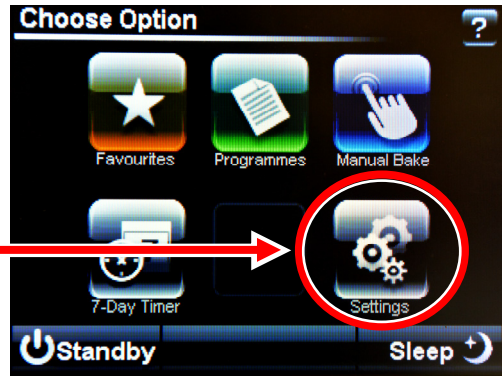 Choose Option
?
Favourites Programmes Manual Bake
7-Day Timer Settings
Standby Sleep